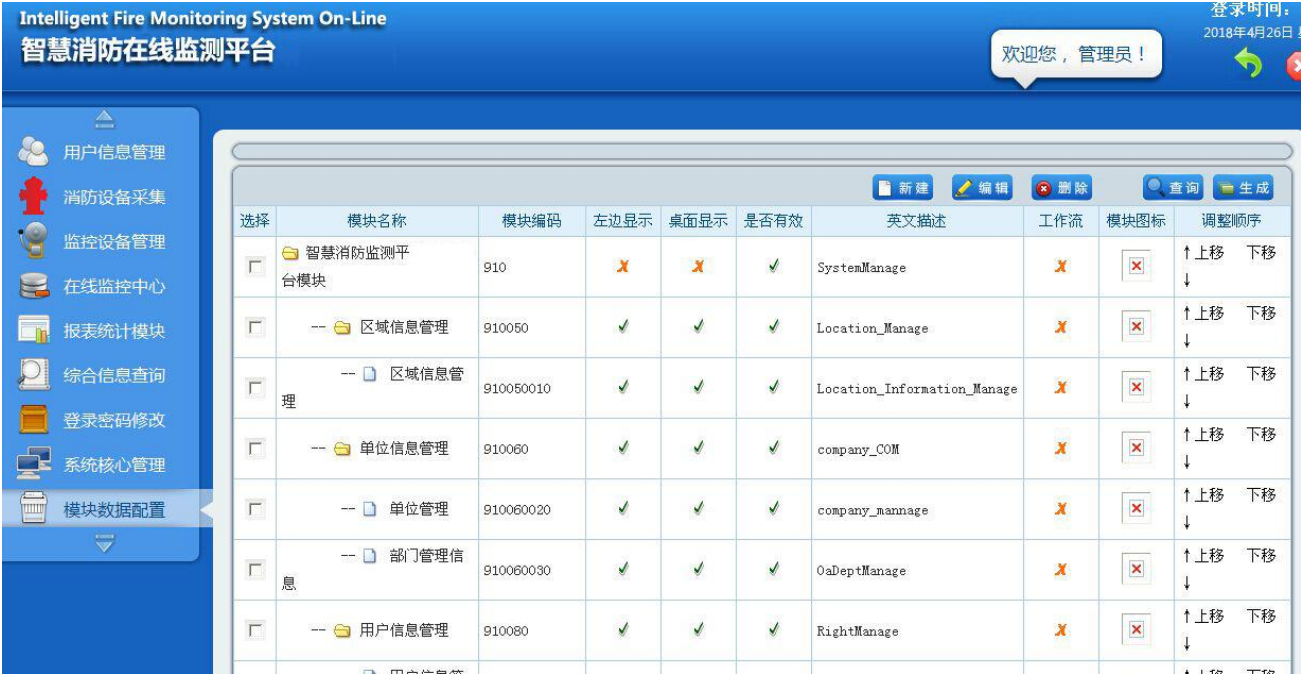 Intelligent Fire Monitoring System On-Line
登录时间:
智慧消防在线监测平台
2018年4月26日
欢迎您，管理员！
用户信息管理
消防设备采集
监控设备管理
在线监控中心
报表统计模块
综合信息查询
登录密码修改
系统核心管理
模块数据配置
新建 编辑 删除 查询 生成
选择 模块名称 模块编码 左边显示 桌面显示 是否有效 英文描述 工作流 模块图标 调整顺序
智慧消防监测平 910 SystemManage ↑上移 下移
台模块 ↓
-- 区域信息管理 910050 Location_Manage ↑上移 下移
↓
-- 区域信息管 910050010 Location_Information_Manage ↑上移 下移
理 ↓
-- 单位信息管理 910060 company_COM ↑上移 下移
↓
-- 单位管理 910060020 company_mannage ↑上移 下移
↓
-- 部门管理信 910060030 OaDeptManage ↑上移 下移
息 ↓
-- 用户信息管理 910080 RightManage ↑上移 下移
↓